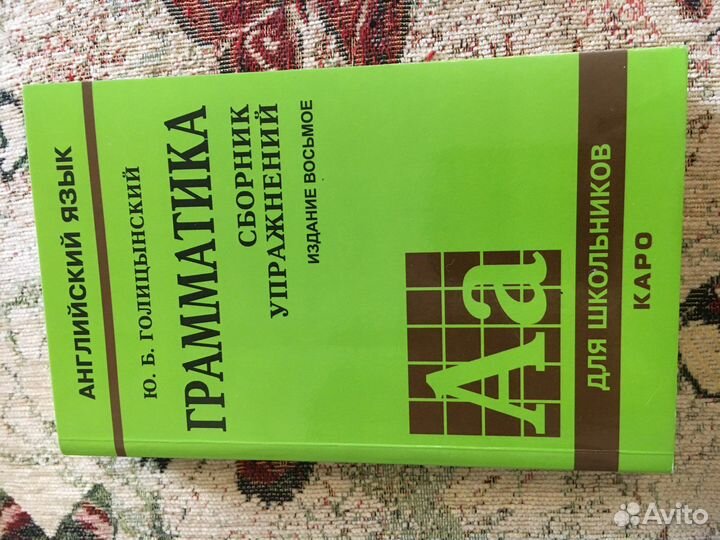 АНГЛИЙСКИЙ ЯЗЫК
Ю. Б. ГОЛИЦЫНСКИЙ
ГРАММАТИКА
СБОРНИК
УПРАЖНЕНИЙ
ИЗДАНИЕ ВОСЬМОЕ
Aa
ДЛЯ ШКОЛЬНИКОВ
КАРО
Avito